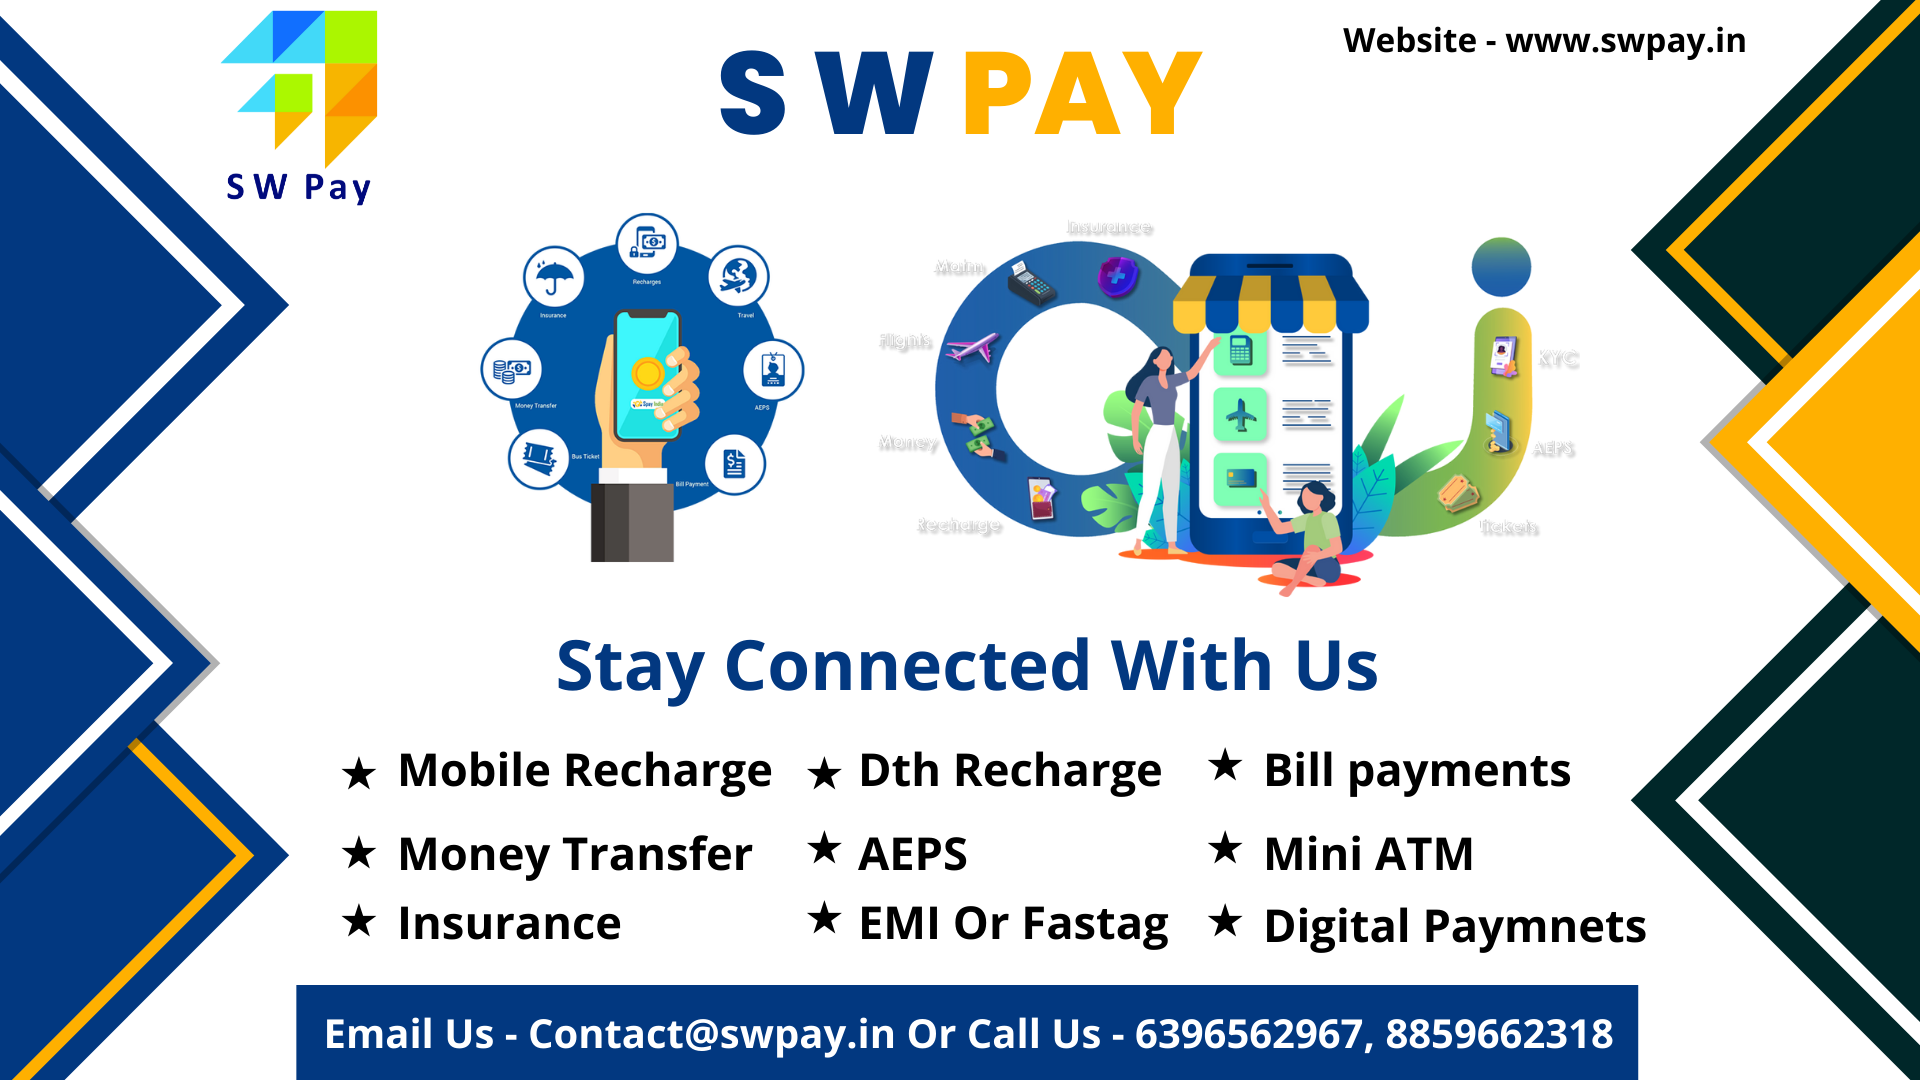 Website - www.swpay.in
S W PAY
SW Pay
Recharges
Insurance
Travel
Money Transfer
AEPS
Bus Ticket
Bill Payment
Insurance
Flights
Money
Recharge
KYC
AEPS
Stay Connected With Us
★ Mobile Recharge
★ Dth Recharge
★ Bill payments
★ Money Transfer
★ AEPS
★ Mini ATM
★ Insurance
★ EMI Or Fastag
★ Digital Paymnets
Email Us - Contact@swpay.in Or Call Us - 6396562967, 8859662318